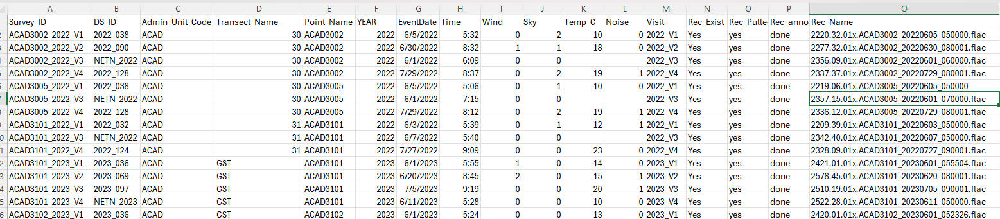 A B C D E F G H I J K L M N O P Q
Survey_ID DS_ID Admin_Unit_Code Transect_Name Point_Name YEAR EventDate Time Wind Sky Temp_C Noise Visit Rec_Exist Rec_Pulle Rec_anno Rec_Name
ACAD3002_2022_V1 2022_038 ACAD 30 ACAD3002 2022 6/5/2022 5:32 0 2 10 0 2022_V1 Yes yes done 2220.32.01x.ACAD3002_20220605_050000.flac
ACAD3002_2022_V2 2022_090 ACAD 30 ACAD3002 2022 6/30/2022 8:32 1 1 18 0 2022_V2 Yes yes done 2277.32.01x.ACAD3002_20220630_080001.flac
ACAD3002_2022_V3 NETN_2022 ACAD 30 ACAD3002 2022 6/1/2022 6:09 0 0 2022_V3 Yes yes done 2356.09.01x.ACAD3002_20220601_060000.flac
ACAD3002_2022_V4 2022_128 ACAD 30 ACAD3002 2022 7/29/2022 8:37 0 2 19 1 2022_V4 Yes yes done 2337.37.01x.ACAD3002_20220729_080001.flac
ACAD3005_2022_V1 2022_038 ACAD 30 ACAD3005 2022 6/5/2022 5:06 0 1 10 0 2022_V1 Yes yes done 2219.06.01x.ACAD3005_20220605_050000
ACAD3005_2022_V3 NETN_2022 ACAD 30 ACAD3005 2022 6/1/2022 7:15 0 0 2022_V3 Yes yes done 2357.15.01x.ACAD3005_20220601_070000.flac
ACAD3005_2022_V4 2022_128 ACAD 30 ACAD3005 2022 7/29/2022 8:12 0 2 19 1 2022_V4 Yes yes done 2336.12.01x.ACAD3005_20220729_080001.flac
ACAD3101_2022_V1 2022_032 ACAD 31 ACAD3101 2022 6/3/2022 5:39 0 1 12 1 2022_V1 Yes yes done 2209.39.01x.ACAD3101_20220603_050000.flac
ACAD3101_2022_V3 NETN_2022 ACAD 31 ACAD3101 2022 6/7/2022 5:40 0 0 2022_V3 Yes yes done 2342.40.01x.ACAD3101_20220607_050000.flac
ACAD3101_2022_V4 2022_124 ACAD 31 ACAD3101 2022 7/27/2022 9:09 0 0 23 0 2022_V4 Yes yes done 2328.09.01x.ACAD3101_20220727_090001.flac
ACAD3101_2023_V1 2023_036 ACAD GST ACAD3101 2023 6/1/2023 5:55 1 0 14 0 2023_V1 Yes yes done 2421.01.01x.ACAD3101_20230601_055504.flac
ACAD3101_2023_V2 2023_069 ACAD GST ACAD3101 2023 6/20/2023 8:45 2 0 15 1 2023_V2 Yes yes done 2578.45.01x.ACAD3101_20230620_080001.flac
ACAD3101_2023_V3 2023_097 ACAD GST ACAD3101 2023 7/5/2023 9:19 0 0 20 1 2023_V3 Yes yes done 2510.19.01x.ACAD3101_20230705_090001.flac
ACAD3101_2023_V4 NETN_2023 ACAD GST ACAD3101 2023 6/11/2023 5:28 0 0 10 0 2023_V4 Yes yes done 2522.28.01x.ACAD3101_20230611_050000.flac
ACAD3102_2023_V1 2023_036 ACAD GST ACAD3102 2023 6/1/2023 5:24 0 0 13 0 2023_V1 Yes yes done 2420.01.01x.ACAD3102_20230601_052326.flac